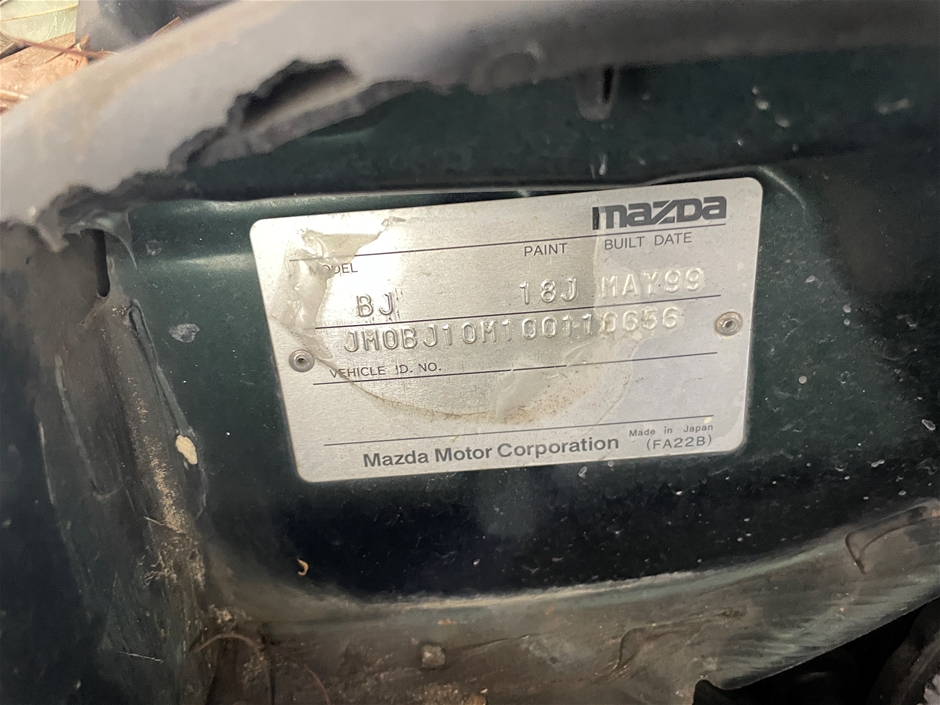 mazda
MODEL PAINT BUILT DATE
BJ 18J MAY99
JM0BJ10M100110656
VEHICLE ID. NO.
Made in Japan
Mazda Motor Corporation (FA22B)